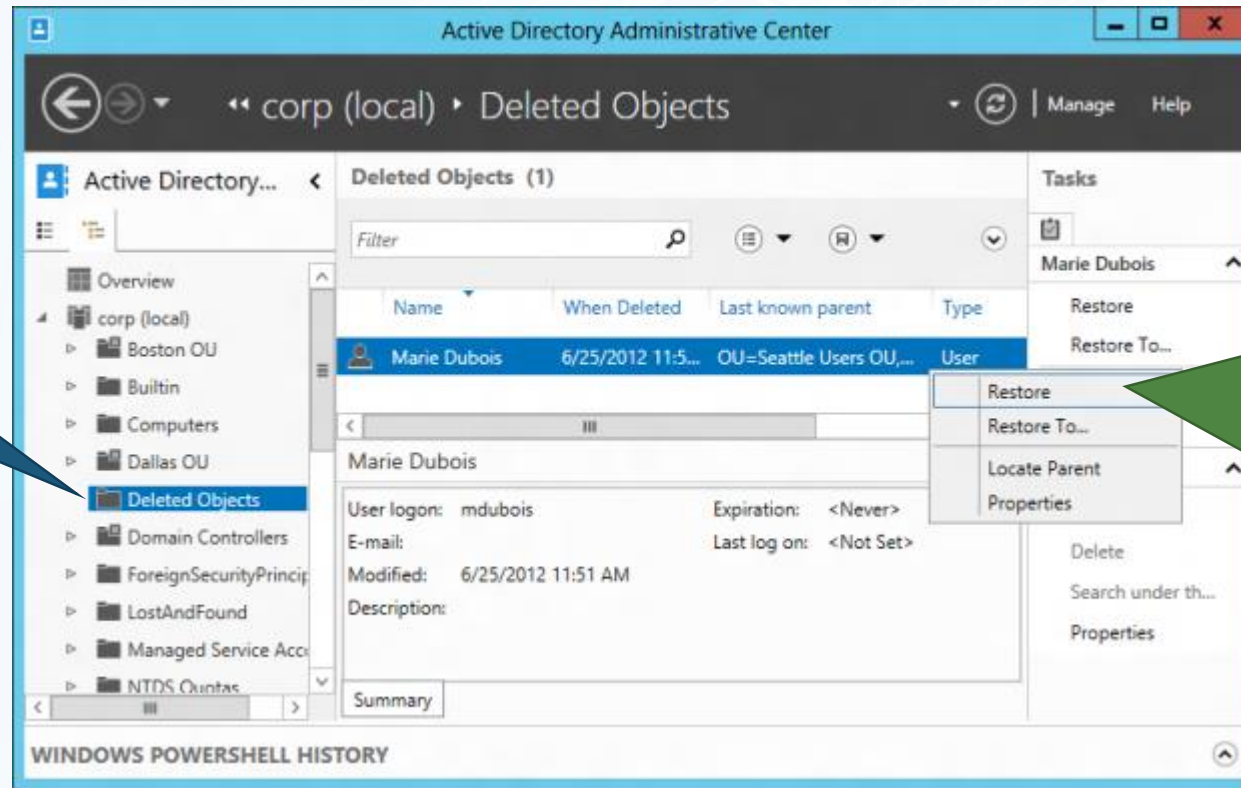 Active Directory Administrative Center
corp (local) Deleted Objects
Manage Help
Active Directory...
Overview
corp (local)
Boston OU
Builtin
Computers
Dallas OU
Deleted Objects
Domain Controllers
ForeignSecurityPrincip
LostAndFound
Managed Service Acco
NTDS Quotas
Deleted Objects (1)
Filter
Name When Deleted Last known parent Type
Marie Dubois 6/25/2012 11:5... OU=Seattle Users OU,... User
Restore
Restore To...
Locate Parent
Properties
Marie Dubois
User logon: mdubois Expiration: <Never>
E-mail: Last log on: <Not Set>
Modified: 6/25/2012 11:51 AM
Description:
Summary
Tasks
Marie Dubois
Restore
Restore To...
Delete
Search under th...
Properties
WINDOWS POWERSHELL HISTORY